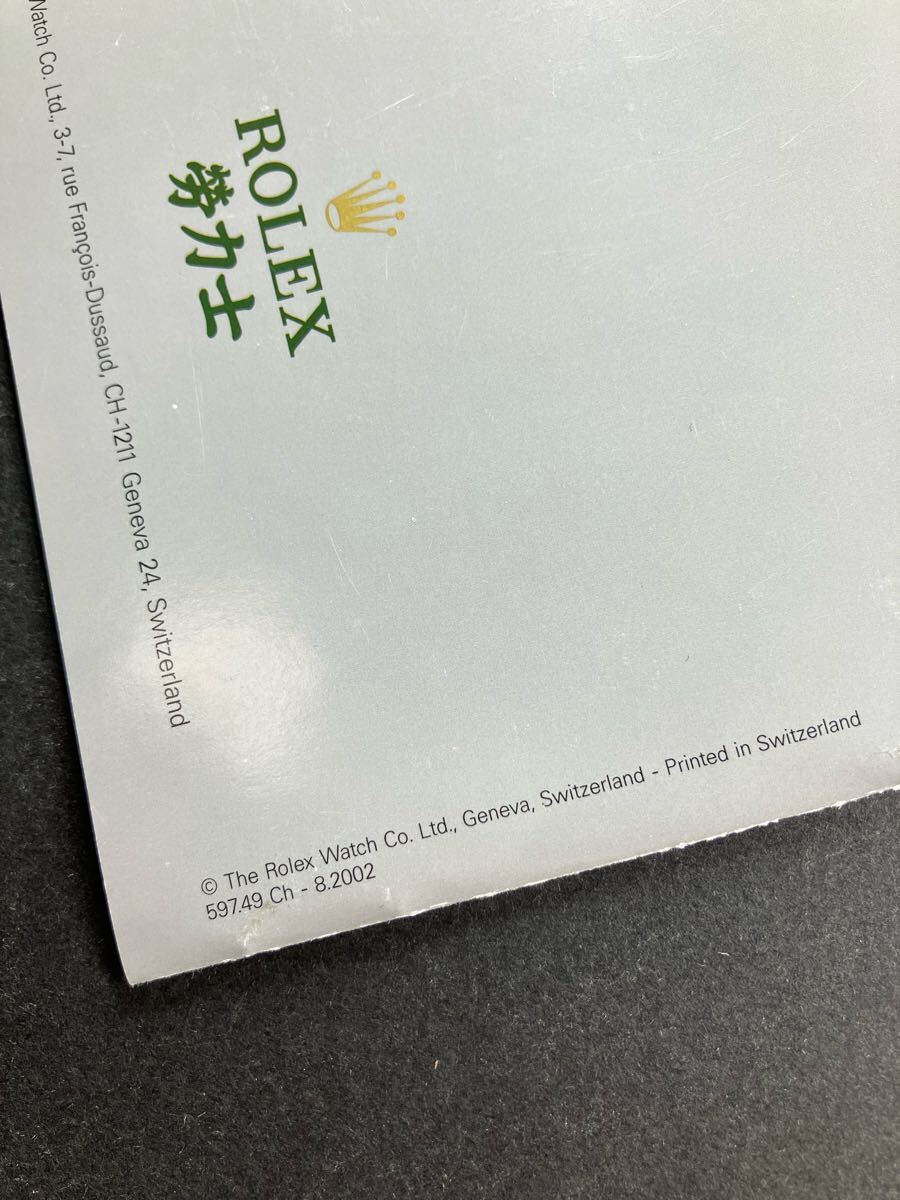 ROLEX
勞力士
Watch Co. Ltd., 3-7, rue François-Dussaud, CH-1211 Geneva 24, Switzerland
© The Rolex Watch Co. Ltd., Geneva, Switzerland - Printed in Switzerland
597.49 Ch - 8.2002